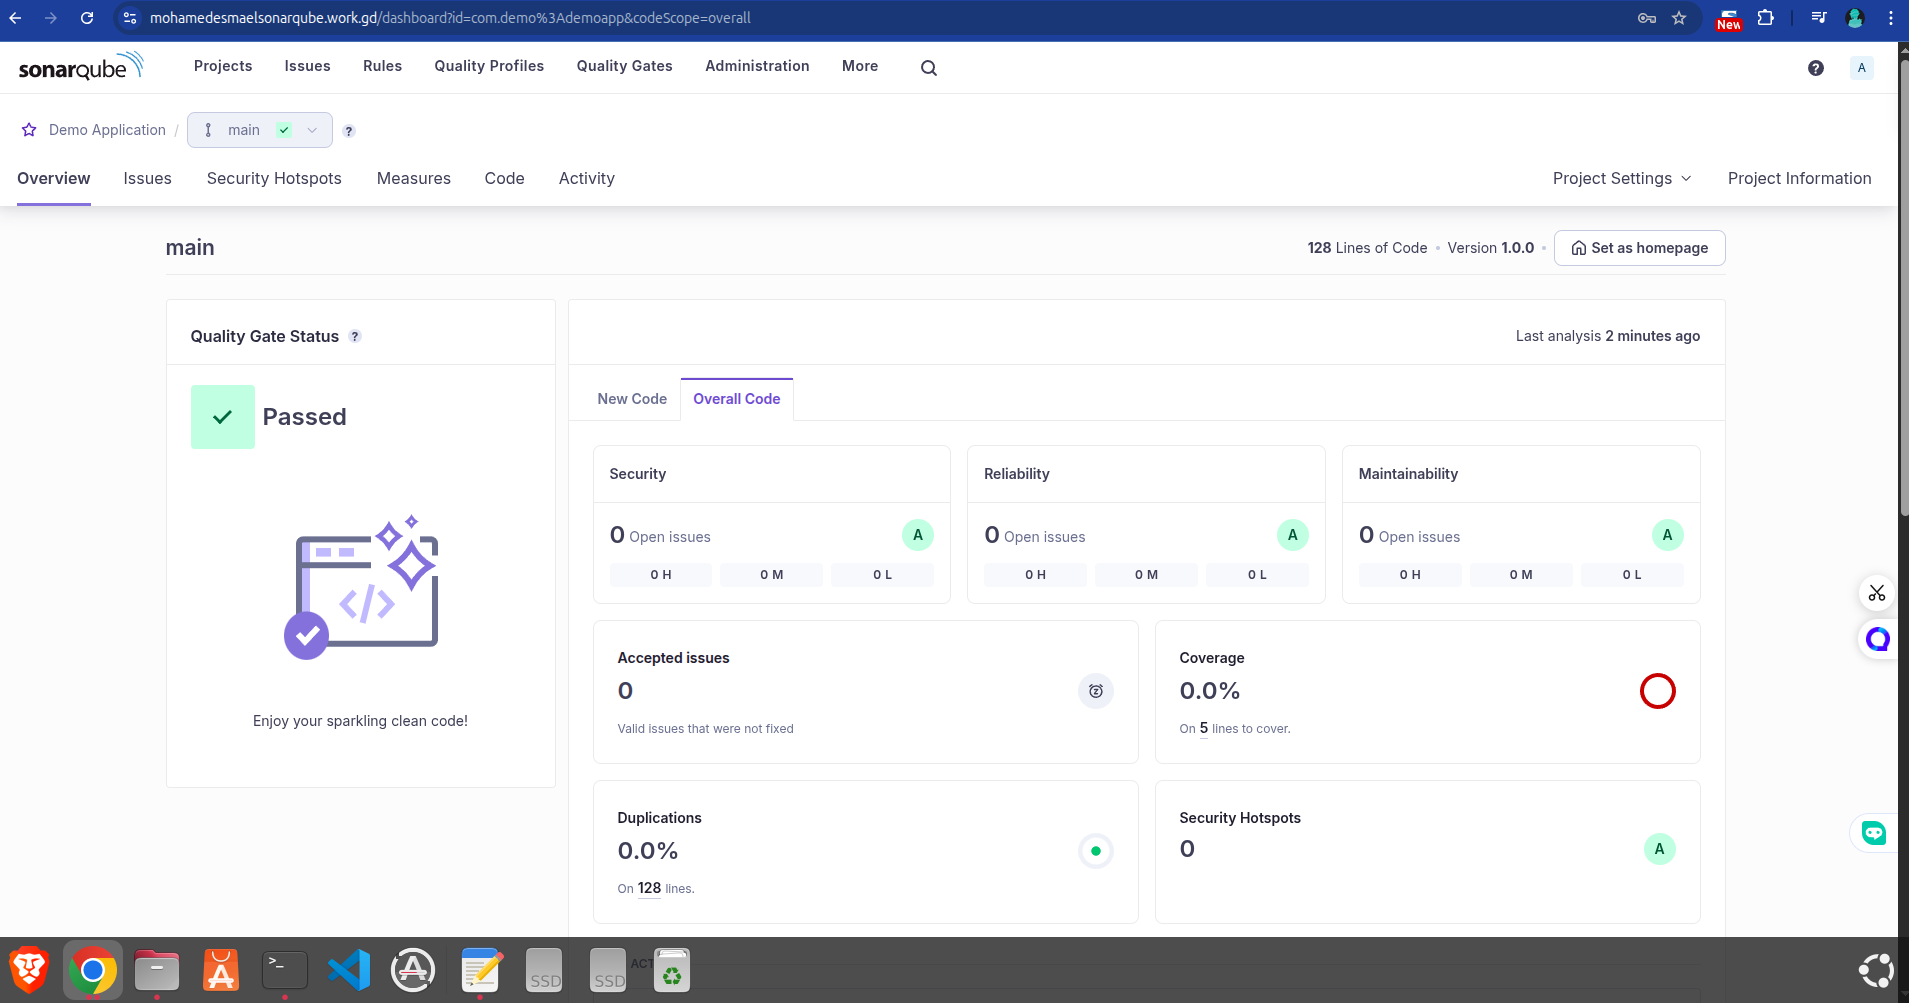 mohamedesmaelsonarqube.work.gd/dashboard?id=com.demo%3Ademoapp&codeScope=overall
New
sonarqube Projects Issues Rules Quality Profiles Quality Gates Administration More ? A
Demo Application / main ?
Overview Issues Security Hotspots Measures Code Activity Project Settings Project Information
main 128 Lines of Code • Version 1.0.0 • Set as homepage
Quality Gate Status ?
Passed
Enjoy your sparkling clean code!
Last analysis 2 minutes ago
New Code Overall Code
Security
0 Open issues A
0 H 0 M 0 L
Reliability
0 Open issues A
0 H 0 M 0 L
Maintainability
0 Open issues A
0 H 0 M 0 L
Accepted issues
0
Valid issues that were not fixed
Coverage
0.0%
On 5 lines to cover.
Duplications
0.0%
On 128 lines.
Security Hotspots
0 A
>_
SSD
SSD
ACT